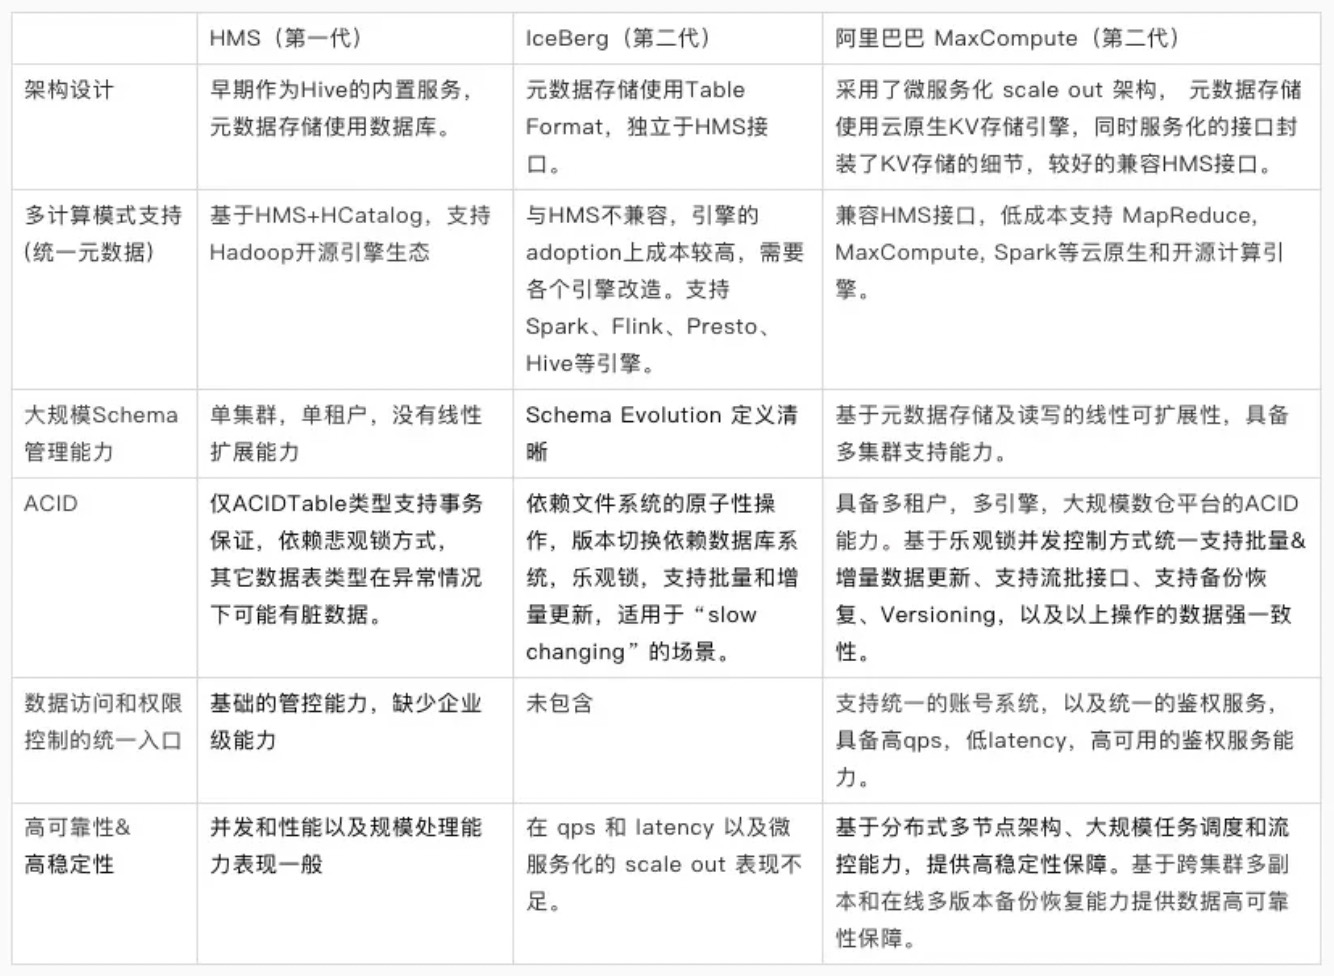 HMS（第一代）
IceBerg（第二代）
阿里巴巴 MaxCompute（第二代）
架构设计
早期作为Hive的内置服务，
元数据存储使用数据库。
元数据存储使用Table
Format，独立于HMS接
口。
采用了微服务化 scale out 架构， 元数据存储
使用云原生KV存储引擎，同时服务化的接口封
装了KV存储的细节，较好的兼容HMS接口。
多计算模式支持
(统一元数据)
基于HMS+HCatalog，支持
Hadoop开源引擎生态
与HMS不兼容，引擎的
adoption上成本较高，需要
各个引擎改造。支持
Spark、Flink、Presto、
Hive等引擎。
兼容HMS接口，低成本支持 MapReduce,
MaxCompute, Spark等云原生和开源计算引
擎。
大规模Schema
管理能力
单集群，单租户，没有线性
扩展能力
Schema Evolution 定义清
晰
基于元数据存储及读写的线性可扩展性，具备
多集群支持能力。
ACID
仅ACIDTable类型支持事务
保证，依赖悲观锁方式，
其它数据表类型在异常情况
下可能有脏数据。
依赖文件系统的原子性操
作，版本切换依赖数据库系
统，乐观锁，支持批量和增
量更新，适用于“slow
changing”的场景。
具备多租户，多引擎，大规模数仓平台的ACID
能力。基于乐观锁并发控制方式统一支持批量&
增量数据更新、支持流批接口、支持备份恢
复、Versioning，以及以上操作的数据强一致
性。
数据访问和权限
控制的统一入口
基础的管控能力，缺少企业
级能力
未包含
支持统一的账号系统，以及统一的鉴权服务，
具备高qps，低latency，高可用的鉴权服务能
力。
高可靠性&
高稳定性
并发和性能以及规模处理能
力表现一般
在 qps 和 latency 以及微
服务化的 scale out 表现不
足。
基于分布式多节点架构、大规模任务调度和流
控能力，提供高稳定性保障。基于跨集群多副
本和在线多版本备份恢复能力提供数据高可靠
性保障。